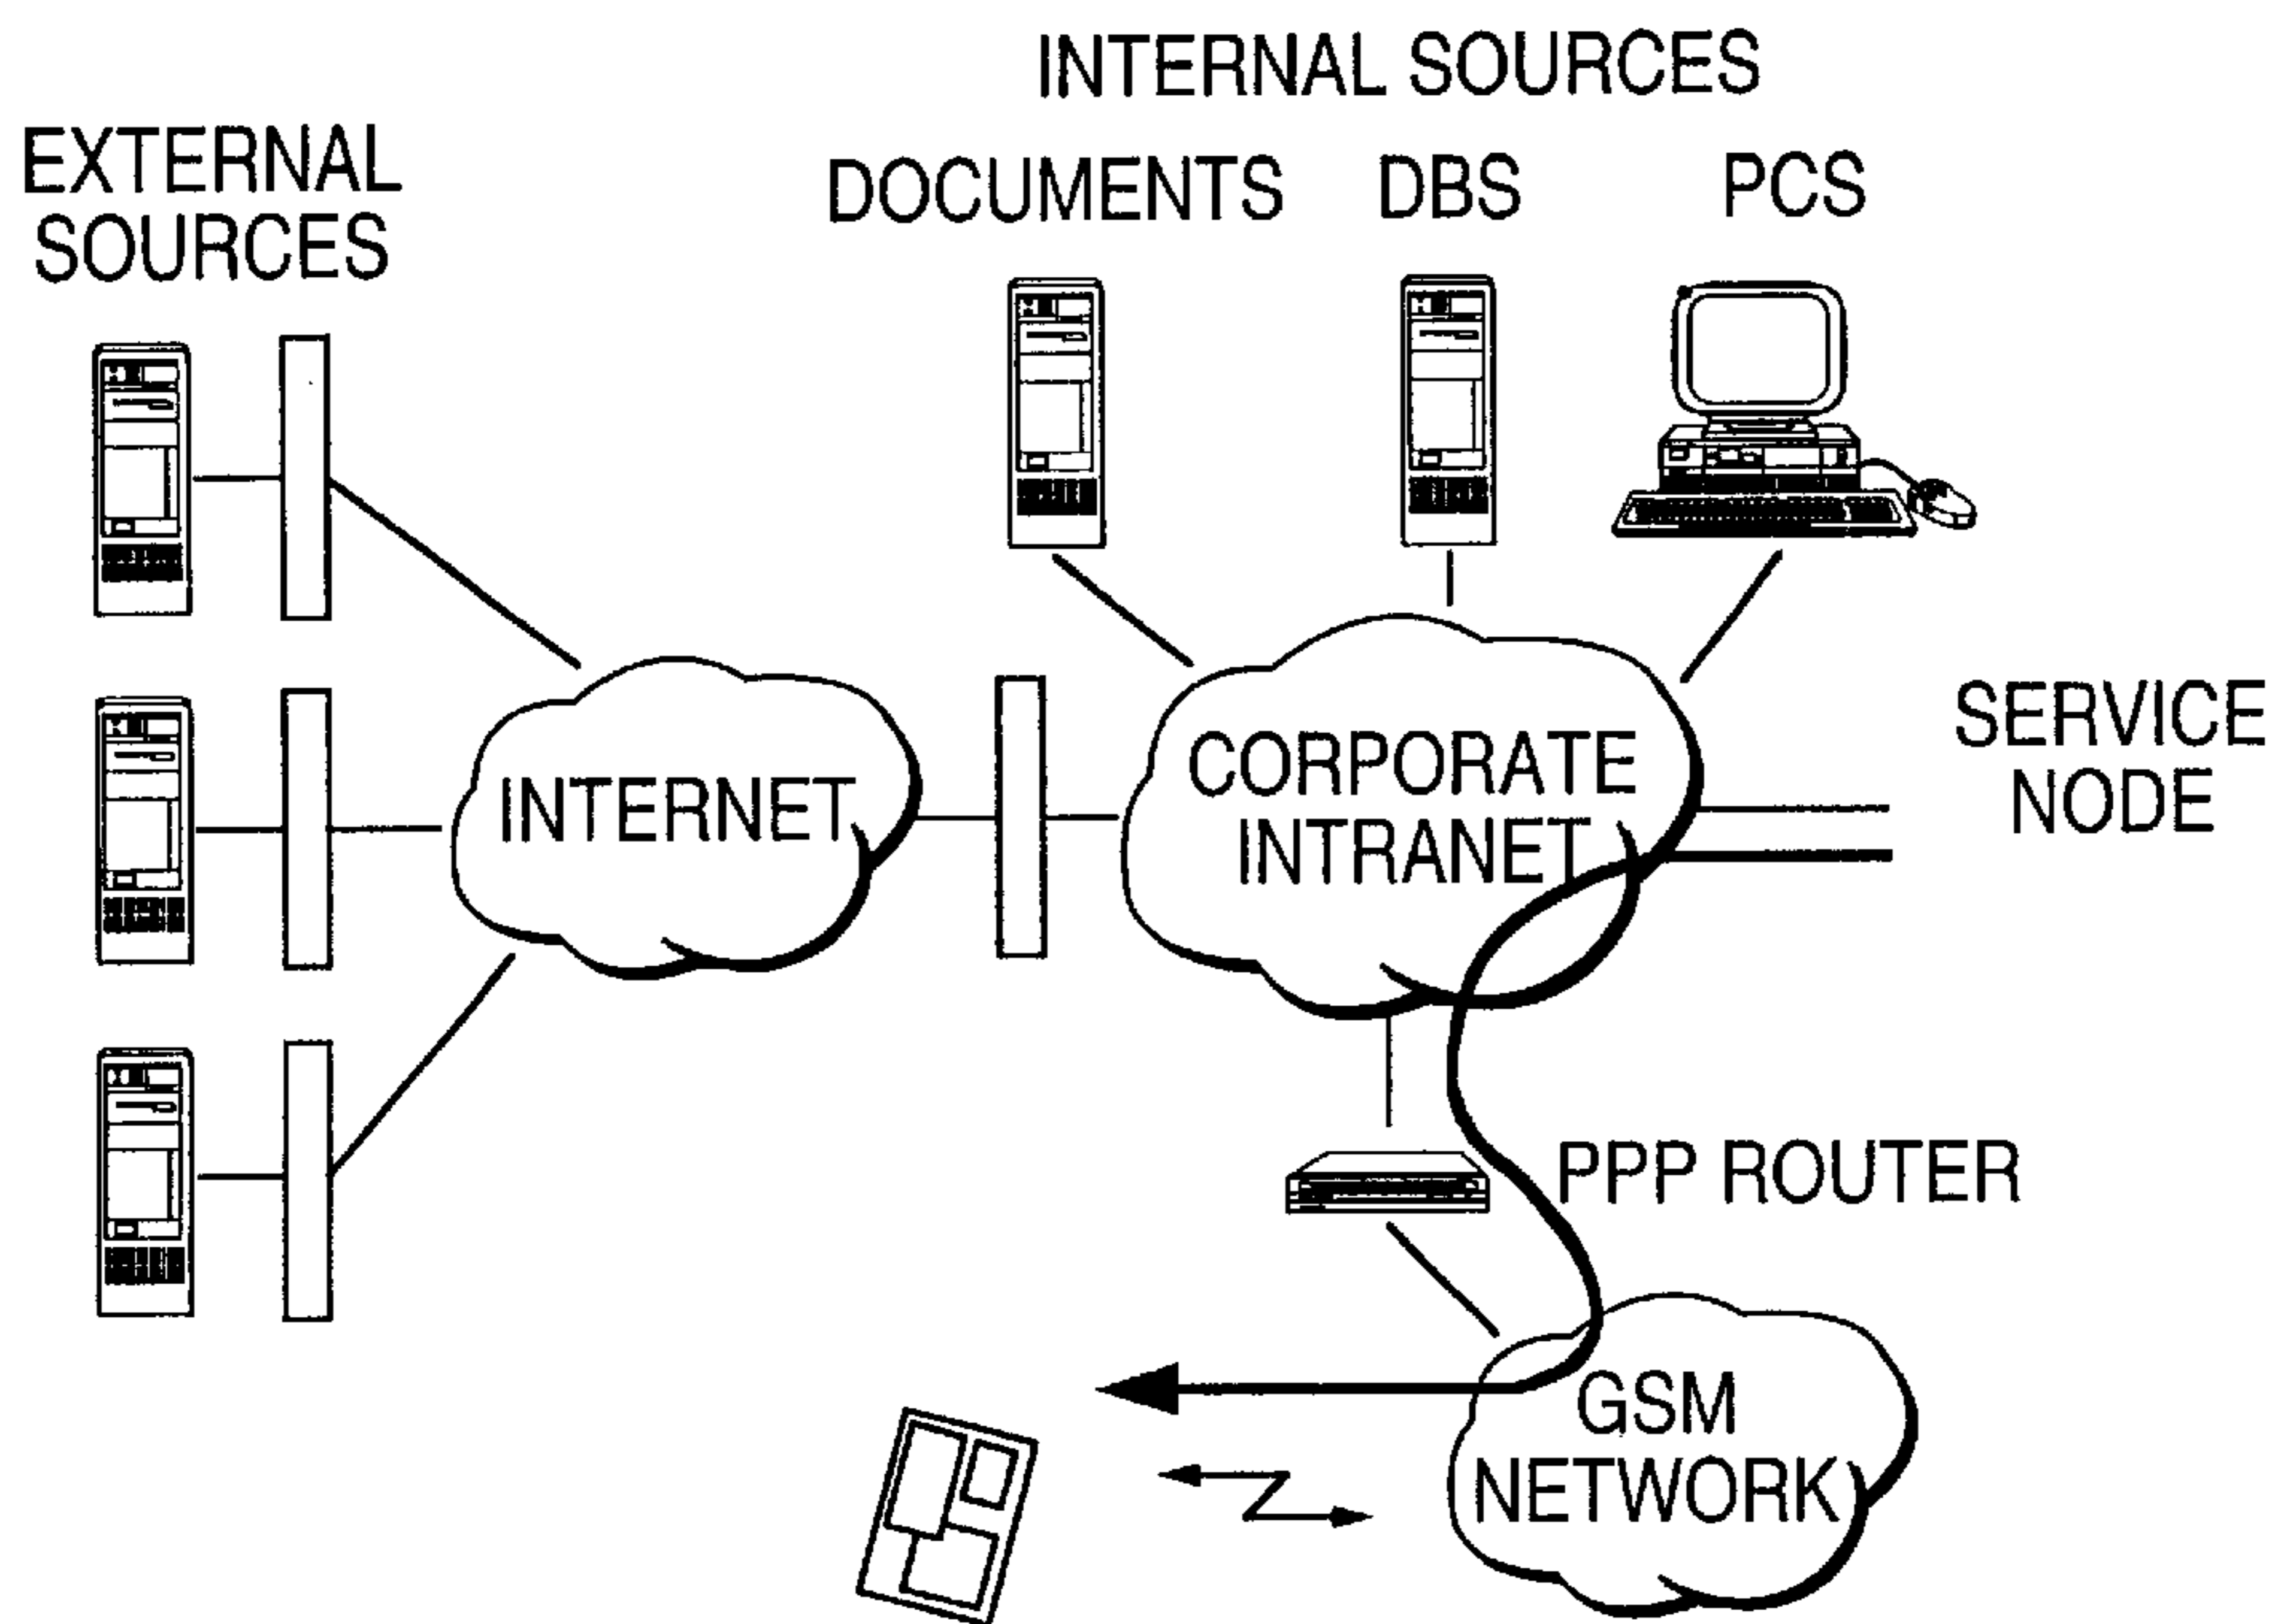 INTERNAL SOURCES
EXTERNAL
SOURCES
DOCUMENTS
DBS
PCS
INTERNET
CORPORATE
INTRANET
SERVICE
NODE
PPP ROUTER
GSM
NETWORK